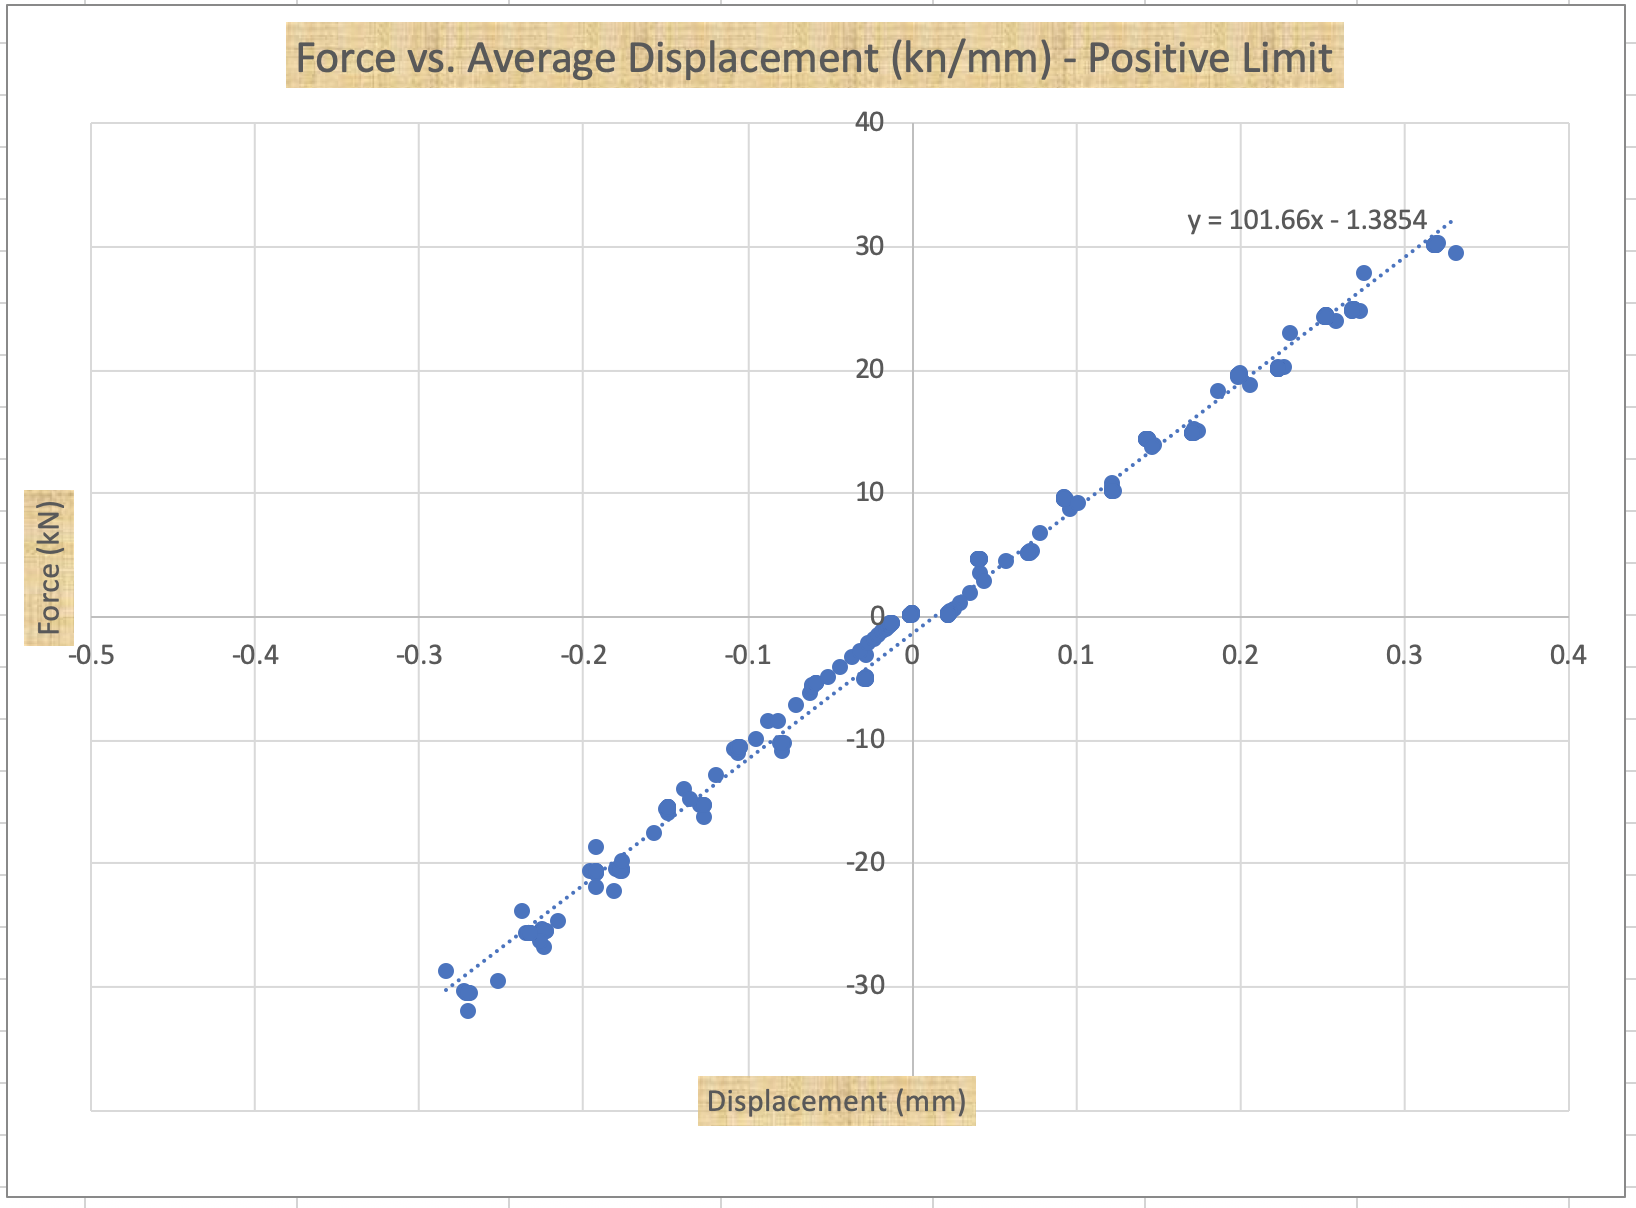 Force vs. Average Displacement (kn/mm) - Positive Limit
40
y = 101.66x - 1.3854
30
20
10
0
-0.5 -0.4 -0.3 -0.2 -0.1 0 0.1 0.2 0.3 0.4
-10
-20
-30
Force (kN)
Displacement (mm)